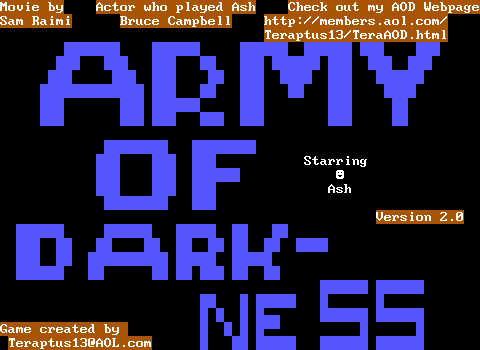 Movie by
Sam Raimi
Actor who played Ash
Bruce Campbell
Check out my AOD Webpage
http://members.aol.com/
Teraptus13/TeraAOD.html
ARMY
OF
Starring
Ash
Version 2.0
DARK-
NESS
Game created by
Teraptus13@AOL.com